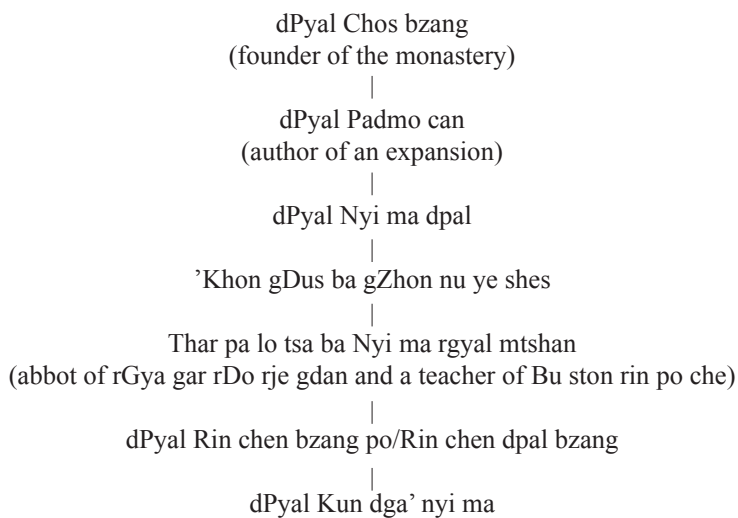 dPyal Chos bzang
(founder of the monastery)
dPyal Padmo can
(author of an expansion)
dPyal Nyi ma dpal
’Khon gDus ba gZhon nu ye shes
Thar pa lo tsa ba Nyi ma rgyal mtshan
(abbot of rGya gar rDo rje gdan and a teacher of Bu ston rin po che)
dPyal Rin chen bzang po/Rin chen dpal bzang
dPyal Kun dga’ nyi ma